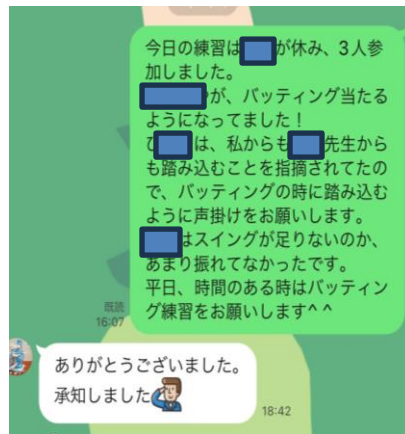 今日の練習は が休み、3人参
加しました。
が、バッティング当たる
ようになってました！
は、私からも 先生から
も踏み込むことを指摘されてたの
で、バッティングの時に踏み込む
ように声掛けをお願いします。
はスイングが足りないのか、
あまり振れてなかったです。
平日、時間のある時はバッティン
グ練習をお願いします^ ^
既読
16:07
ありがとうございました。
承知しました
18:42